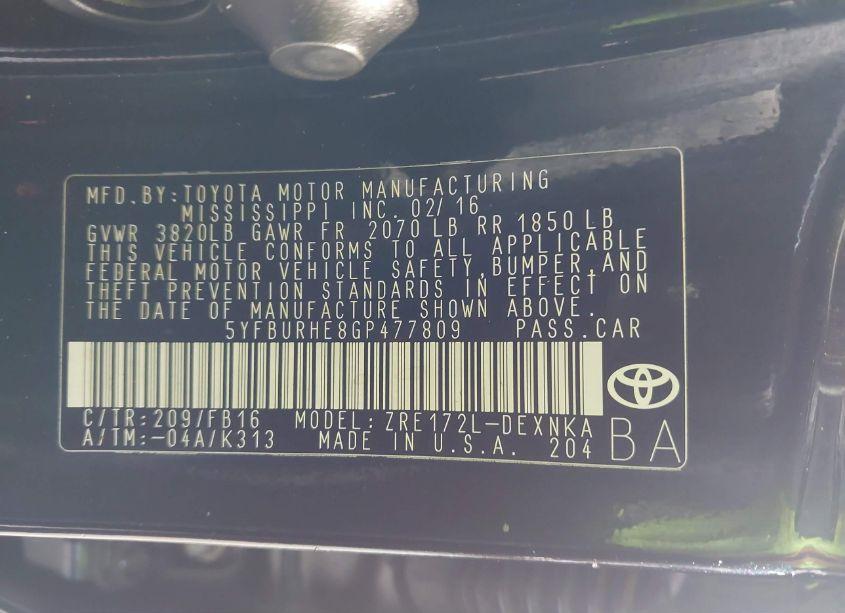 MFD. BY: TOYOTA MOTOR MANUFACTURING
MISSISSIPPI INC. 02/16
GVWR 3820LB GAWR FR 2070 LB RR 1850 LB
THIS VEHICLE CONFORMS TO ALL APPLICABLE
FEDERAL MOTOR VEHICLE SAFETY, BUMPER, AND
THEFT PREVENTION STANDARDS IN EFFECT ON
THE DATE OF MANUFACTURE SHOWN ABOVE.
5YFBURHE8GP477809 PASS. CAR
C/TR: 209/FB16 MODEL: ZRE172L-DEXNKA
A/TM: -04A/K313 MADE IN U.S.A. 204
BA